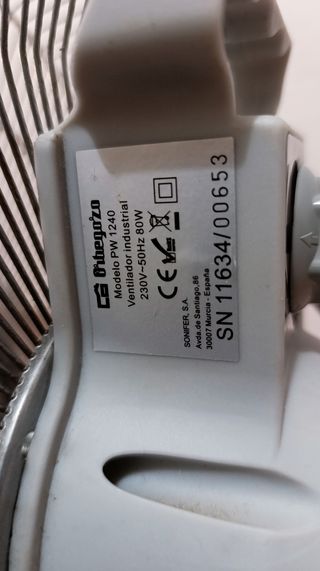 Orbegozo
Modelo PW 1240
Ventilador industrial
230V~50Hz 80W
CE
SONIFER, S.A.
Avda. de Santiago, 86
30007 Murcia - España
SN 11634/00653